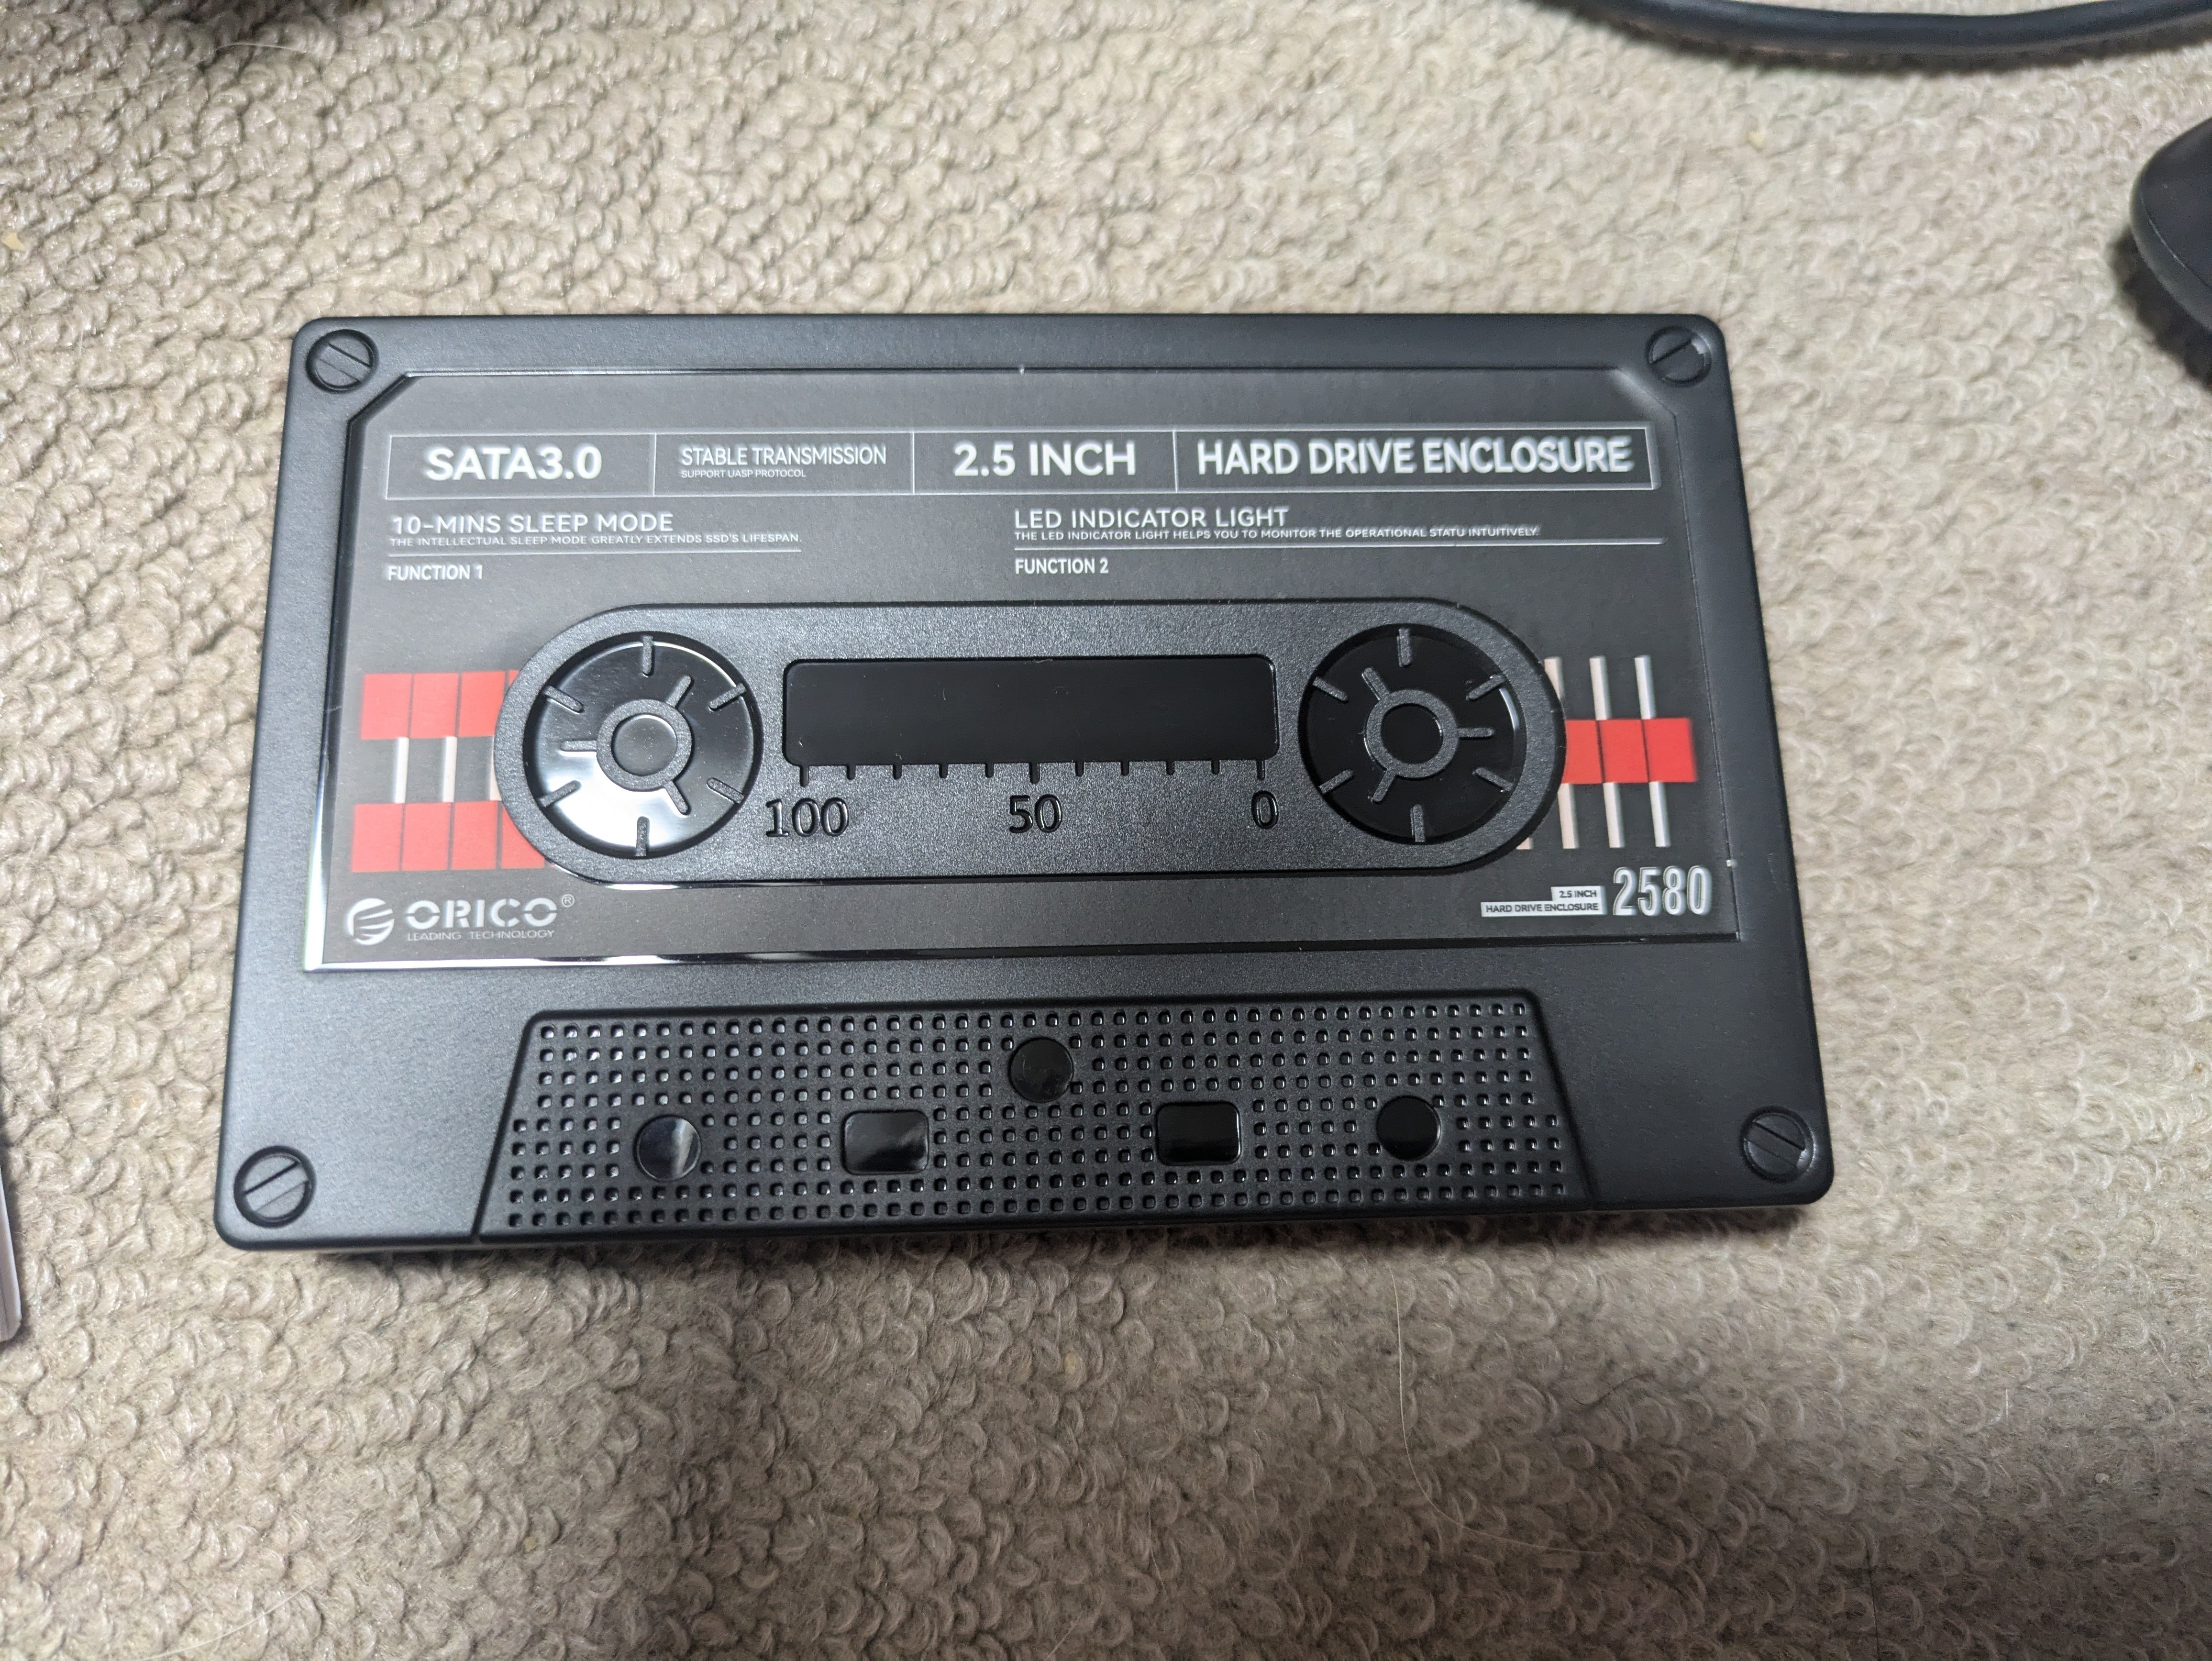 SATA3.0
STABLE TRANSMISSION
SUPPORT UASP PROTOCOL
2.5 INCH
HARD DRIVE ENCLOSURE
10-MINS SLEEP MODE
THE INTELLECTUAL SLEEP MODE GREATLY EXTENDS SSD'S LIFESPAN.
FUNCTION 1
LED INDICATOR LIGHT
THE LED INDICATOR LIGHT HELPS YOU TO MONITOR THE OPERATIONAL STATU INTUITIVELY.
FUNCTION 2
100 50 0
ORICO®
LEADING TECHNOLOGY
2.5 INCH
HARD DRIVE ENCLOSURE
2580